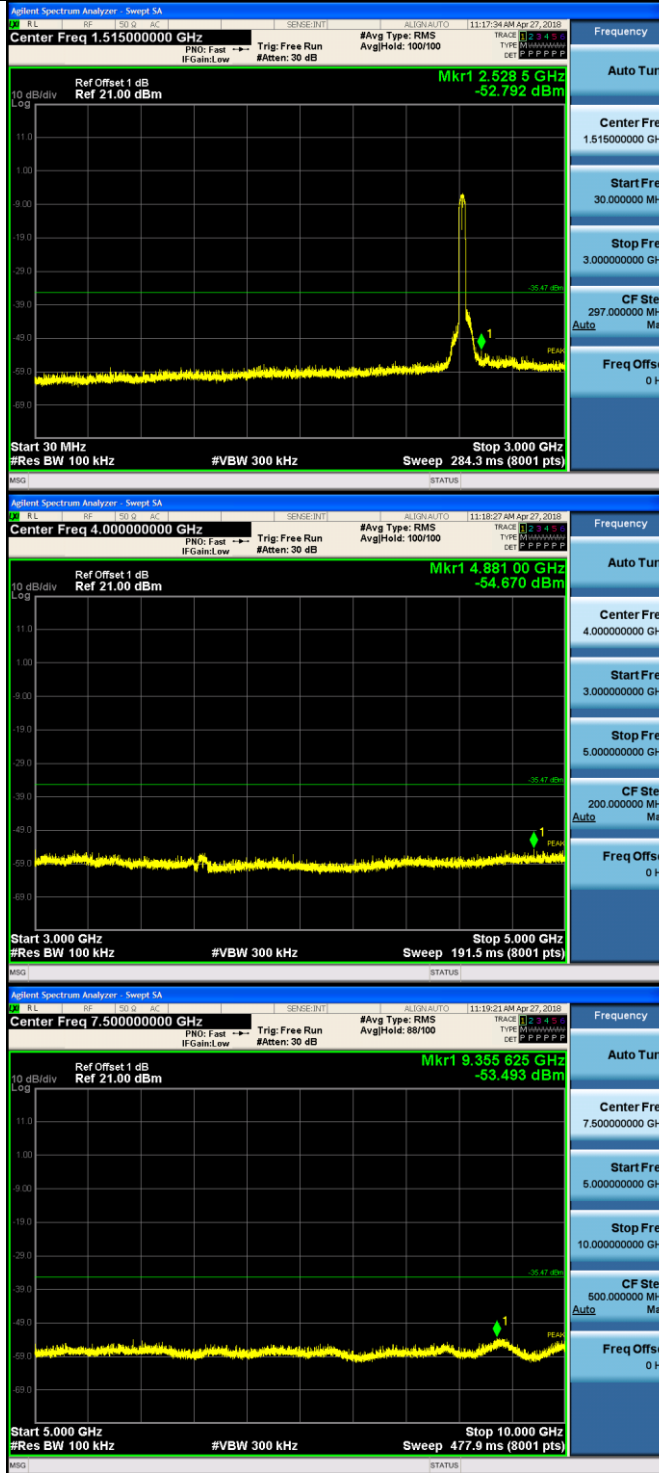 Agilent Spectrum Analyzer - Swept SA
RL RF 50 Ω AC SENSE:INT ALIGNAUTO 11:17:34 AM Apr 27, 2018
Center Freq 1.515000000 GHz
PNO: Fast
IFGain:Low
Trig: Free Run
#Atten: 30 dB
#Avg Type: RMS
Avg|Hold: 100/100
TRACE 1 2 3 4 5 6
TYPE M
DET P P P P P P
Ref Offset 1 dB
10 dB/div Ref 21.00 dBm
Log
Mkr1 2.528 5 GHz
-52.792 dBm
11.0
1.00
-9.00
-19.0
-29.0
-35.47 dBm
-39.0
-49.0
1
PEAK
-59.0
-69.0
Start 30 MHz Stop 3.000 GHz
#Res BW 100 kHz #VBW 300 kHz Sweep 284.3 ms (8001 pts)
MSG STATUS
Frequency
Auto Tun
Center Fre
1.515000000 GH
Start Fre
30.000000 MH
Stop Fre
3.000000000 GH
CF Ste
297.000000 MH
Auto Ma
Freq Offse
0 H
Agilent Spectrum Analyzer - Swept SA
RL RF 50 Ω AC SENSE:INT ALIGNAUTO 11:18:27 AM Apr 27, 2018
Center Freq 4.000000000 GHz
PNO: Fast
IFGain:Low
Trig: Free Run
#Atten: 30 dB
#Avg Type: RMS
Avg|Hold: 100/100
TRACE 1 2 3 4 5 6
TYPE M
DET P P P P P P
Ref Offset 1 dB
10 dB/div Ref 21.00 dBm
Log
Mkr1 4.881 00 GHz
-54.670 dBm
11.0
1.00
-9.00
-19.0
-29.0
-35.47 dBm
-39.0
-49.0
1
PEAK
-59.0
-69.0
Start 3.000 GHz Stop 5.000 GHz
#Res BW 100 kHz #VBW 300 kHz Sweep 191.5 ms (8001 pts)
MSG STATUS
Frequency
Auto Tun
Center Fre
4.000000000 GH
Start Fre
3.000000000 GH
Stop Fre
5.000000000 GH
CF Ste
200.000000 MH
Auto Ma
Freq Offse
0 H
Agilent Spectrum Analyzer - Swept SA
RL RF 50 Ω AC SENSE:INT ALIGNAUTO 11:19:21 AM Apr 27, 2018
Center Freq 7.500000000 GHz
PNO: Fast
IFGain:Low
Trig: Free Run
#Atten: 30 dB
#Avg Type: RMS
Avg|Hold: 88/100
TRACE 1 2 3 4 5 6
TYPE M
DET P P P P P P
Ref Offset 1 dB
10 dB/div Ref 21.00 dBm
Log
Mkr1 9.355 625 GHz
-53.493 dBm
11.0
1.00
-9.00
-19.0
-29.0
-35.47 dBm
-39.0
-49.0
1
PEAK
-59.0
-69.0
Start 5.000 GHz Stop 10.000 GHz
#Res BW 100 kHz #VBW 300 kHz Sweep 477.9 ms (8001 pts)
MSG STATUS
Frequency
Auto Tun
Center Fre
7.500000000 GH
Start Fre
5.000000000 GH
Stop Fre
10.000000000 GH
CF Ste
500.000000 MH
Auto Ma
Freq Offse
0 H